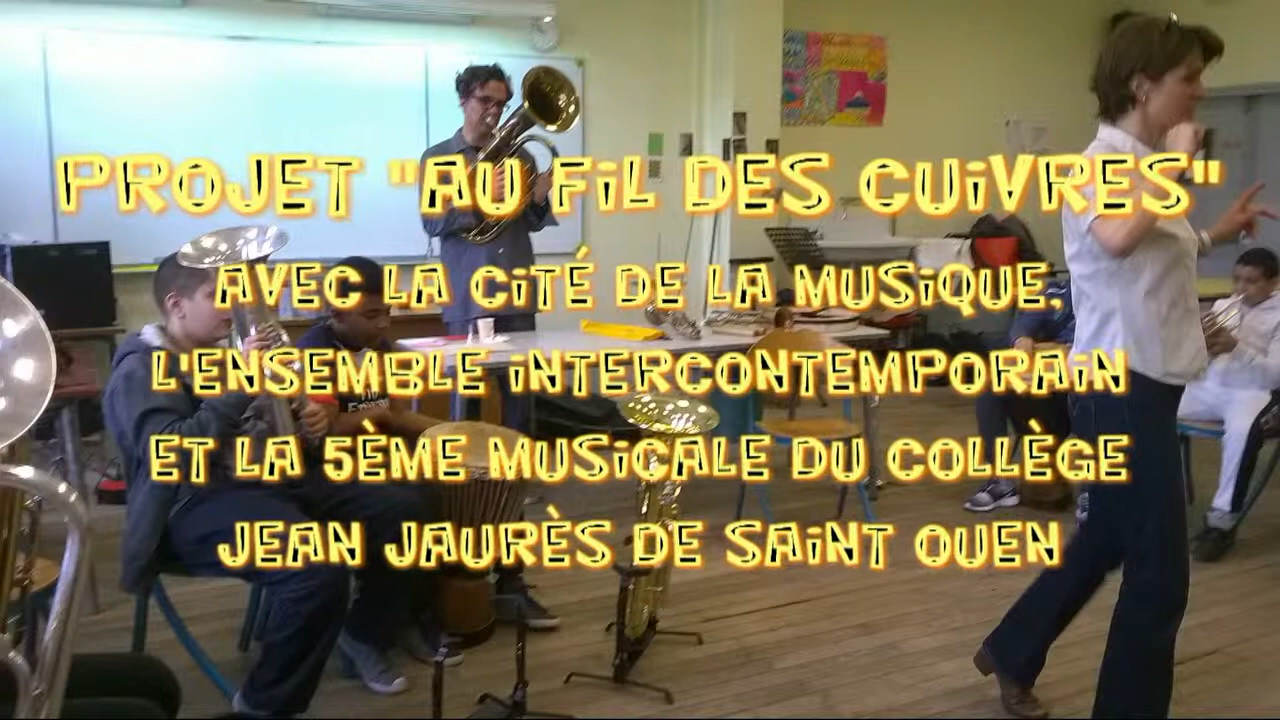 PROJET "AU FIL DES CUIVRES"
AVEC LA CITÉ DE LA MUSIQUE,
L'ENSEMBLE INTERCONTEMPORAIN
ET LA 5ÈME MUSICALE DU COLLÈGE
JEAN JAURÈS DE SAINT OUEN